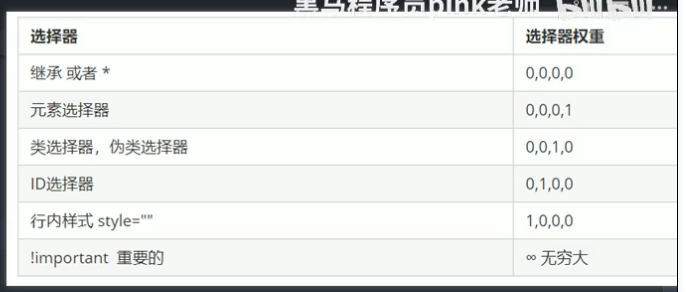 黑马程序员pink老师
选择器 选择器权重
继承 或者 * 0,0,0,0
元素选择器 0,0,0,1
类选择器，伪类选择器 0,0,1,0
ID选择器 0,1,0,0
行内样式 style="" 1,0,0,0
!important 重要的 ∞ 无穷大